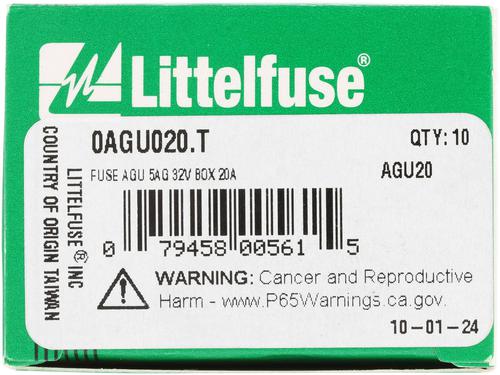 Littelfuse®
0AGU020.T
QTY: 10
FUSE AGU 5AG 32V BOX 20A
AGU20
0 79458 00561 5
WARNING: Cancer and Reproductive
Harm - www.P65Warnings.ca.gov.
10-01-24
LITTELFUSE ® INC
COUNTRY OF ORIGIN TAIWAN